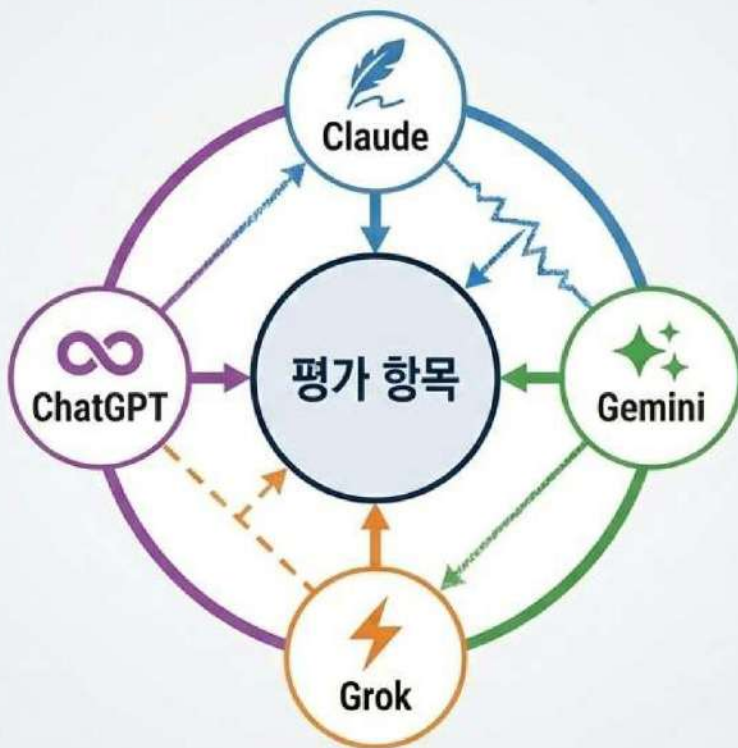 Claude
ChatGPT
평가 항목
Gemini
Grok